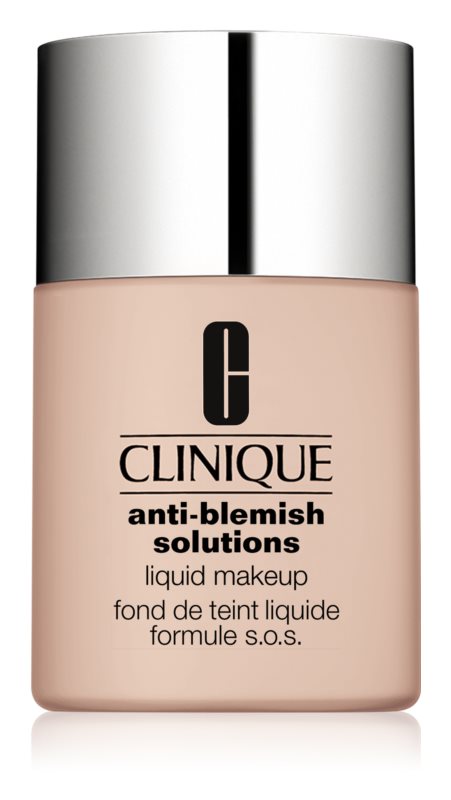 C
CLINIQUE
anti-blemish
solutions
liquid makeup
fond de teint liquide
formule s.o.s.